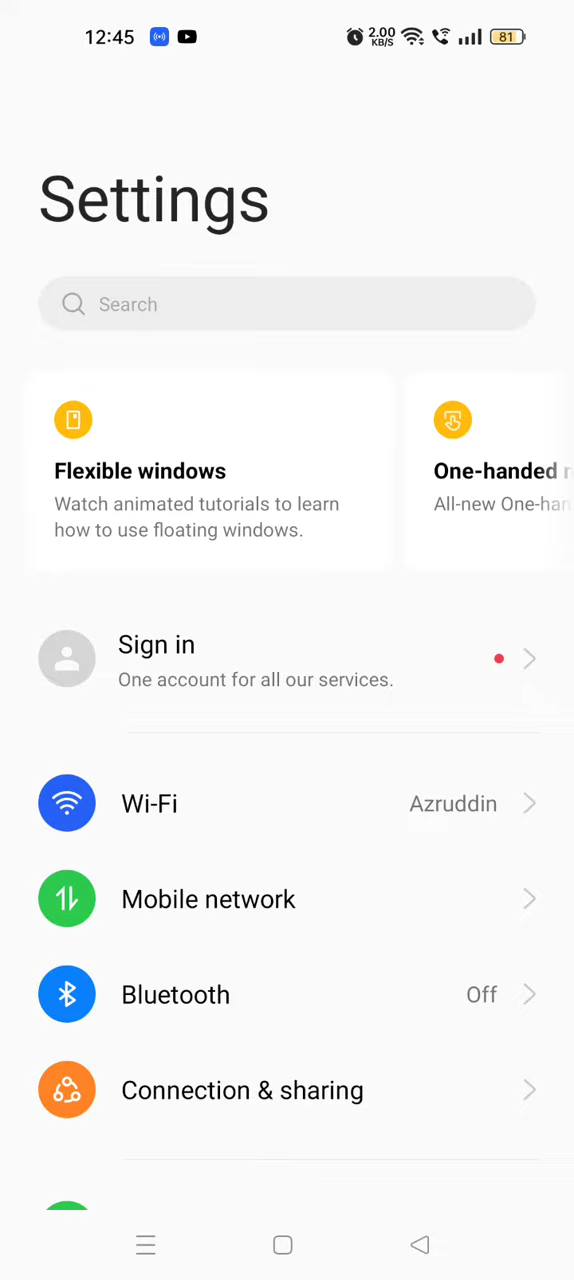 12:45 2.00 KB/S 81
Settings
Search
Flexible windows
Watch animated tutorials to learn
how to use floating windows.
One-handed
All-new One-han
Sign in
One account for all our services.
Wi-Fi Azruddin
Mobile network
Bluetooth Off
Connection & sharing